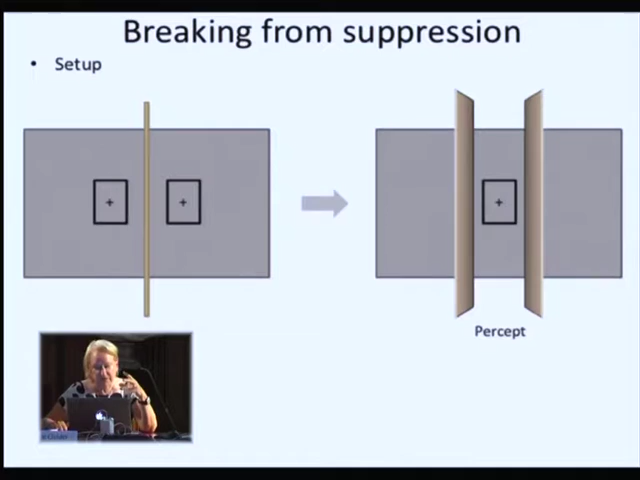 Breaking from suppression
• Setup
+
+
+
Percept